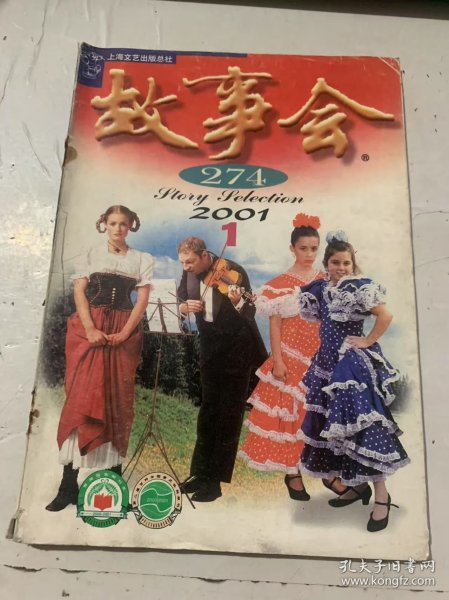 上海文艺出版总社
故事会
®
274
Story Selection
2001
1
孔夫子旧书网
www.kongfz.com